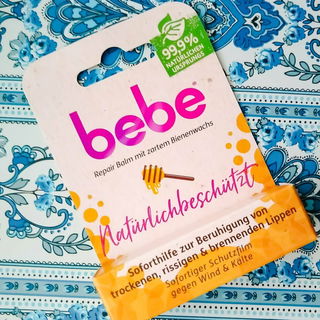 99,9%
NATÜRLICHEN
URSPRUNGS*
bebe
Repair Balm mit zartem Bienenwachs
Natürlichbeschützt
Soforthilfe zur Beruhigung von
trockenen, rissigen & brennenden Lippen
Sofortiger Schutzfilm
gegen Wind & Kälte